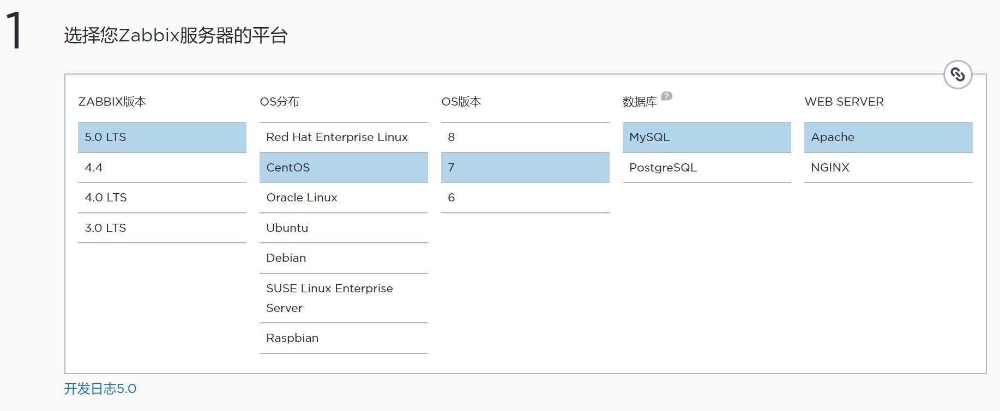 1
选择您Zabbix服务器的平台
ZABBIX版本
5.0 LTS
4.4
4.0 LTS
3.0 LTS
OS分布
Red Hat Enterprise Linux
CentOS
Oracle Linux
Ubuntu
Debian
SUSE Linux Enterprise
Server
Raspbian
OS版本
8
7
6
数据库 ?
MySQL
PostgreSQL
WEB SERVER
Apache
NGINX
开发日志5.0